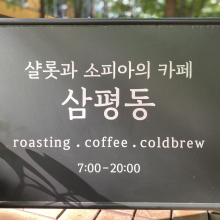 샬롯과 소피아의 카페
삼평동
roasting . coffee . coldbrew
7:00-20:00